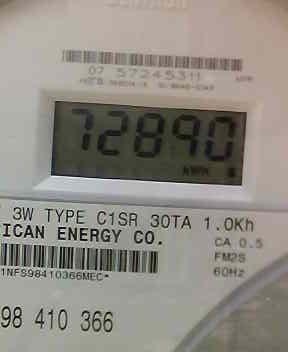 07 57245311
72890
KWH
3W TYPE C1SR 30TA 1.0Kh
ICAN ENERGY CO.
CA 0.5
FM2S
60Hz
1NFS98410366MEC*
98 410 366